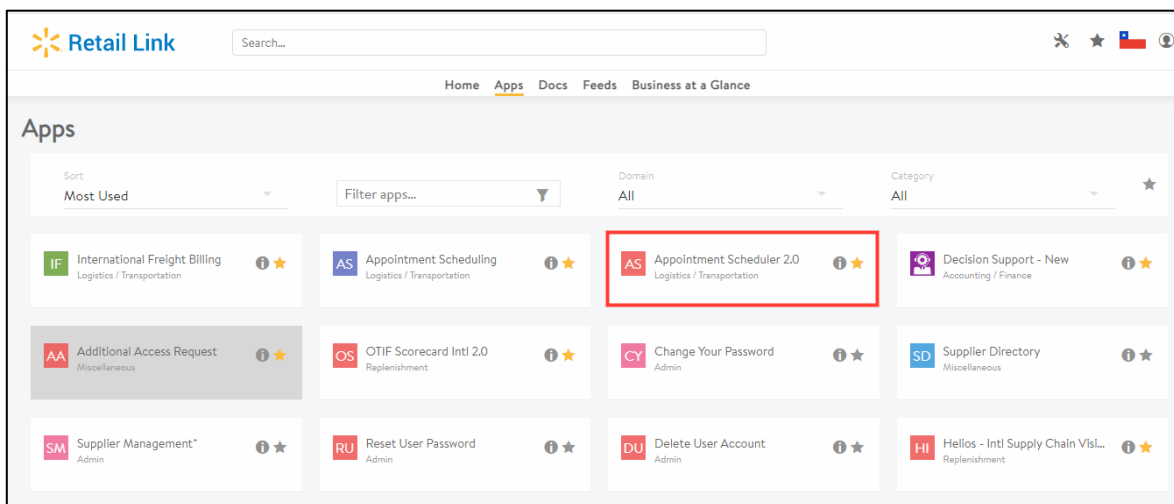 Retail Link
Search...
Home Apps Docs Feeds Business at a Glance
Apps
Sort
Most Used
Filter apps...
Domain
All
Category
All
IF International Freight Billing
Logistics / Transportation
AS Appointment Scheduling
Logistics / Transportation
AS Appointment Scheduler 2.0
Logistics / Transportation
Decision Support - New
Accounting / Finance
AA Additional Access Request
Miscellaneous
OS OTIF Scorecard Intl 2.0
Replenishment
CY Change Your Password
Admin
SD Supplier Directory
Miscellaneous
SM Supplier Management*
Admin
RU Reset User Password
Admin
DU Delete User Account
Admin
HI Helios - Intl Supply Chain Visi...
Replenishment